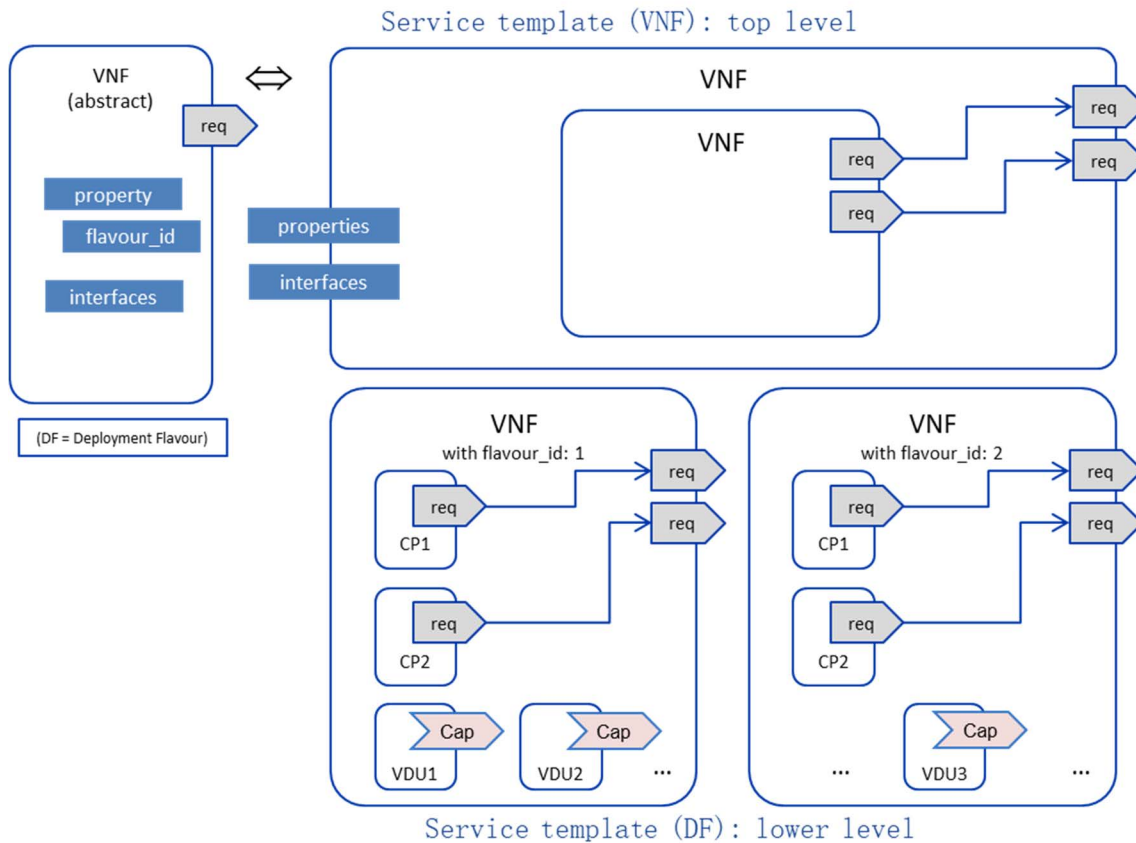 Service template (VNF): top level
VNF
(abstract)
req
property
flavour_id
interfaces
(DF = Deployment Flavour)
VNF
VNF
req
req
req
req
properties
interfaces
VNF
with flavour_id: 1
req
req
CP1
req
req
CP2
Cap
VDU1
Cap
VDU2
...
VNF
with flavour_id: 2
req
req
CP1
req
req
CP2
...
Cap
VDU3
...
Service template (DF): lower level